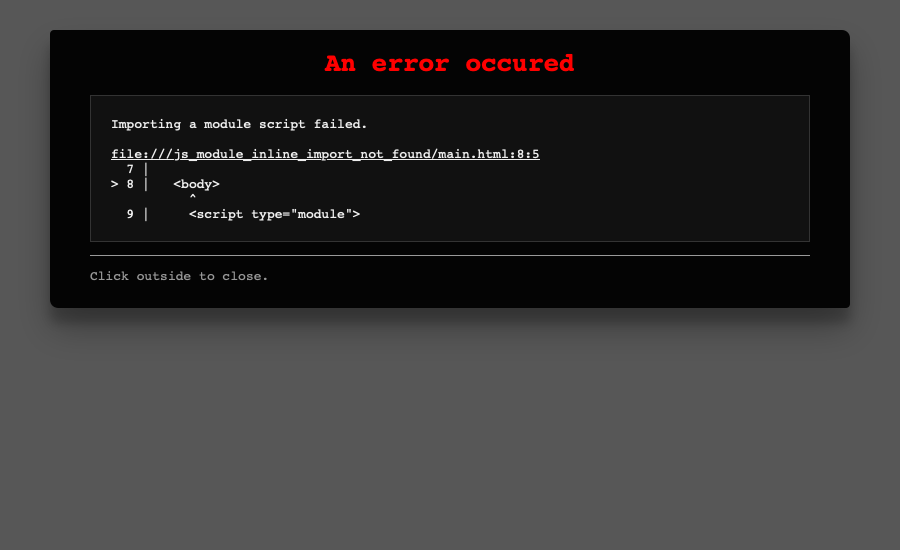 An error occured
Importing a module script failed.
file:///js_module_inline_import_not_found/main.html:8:5
  7 |
> 8 |   <body>
          ^
  9 |     <script type="module">
Click outside to close.